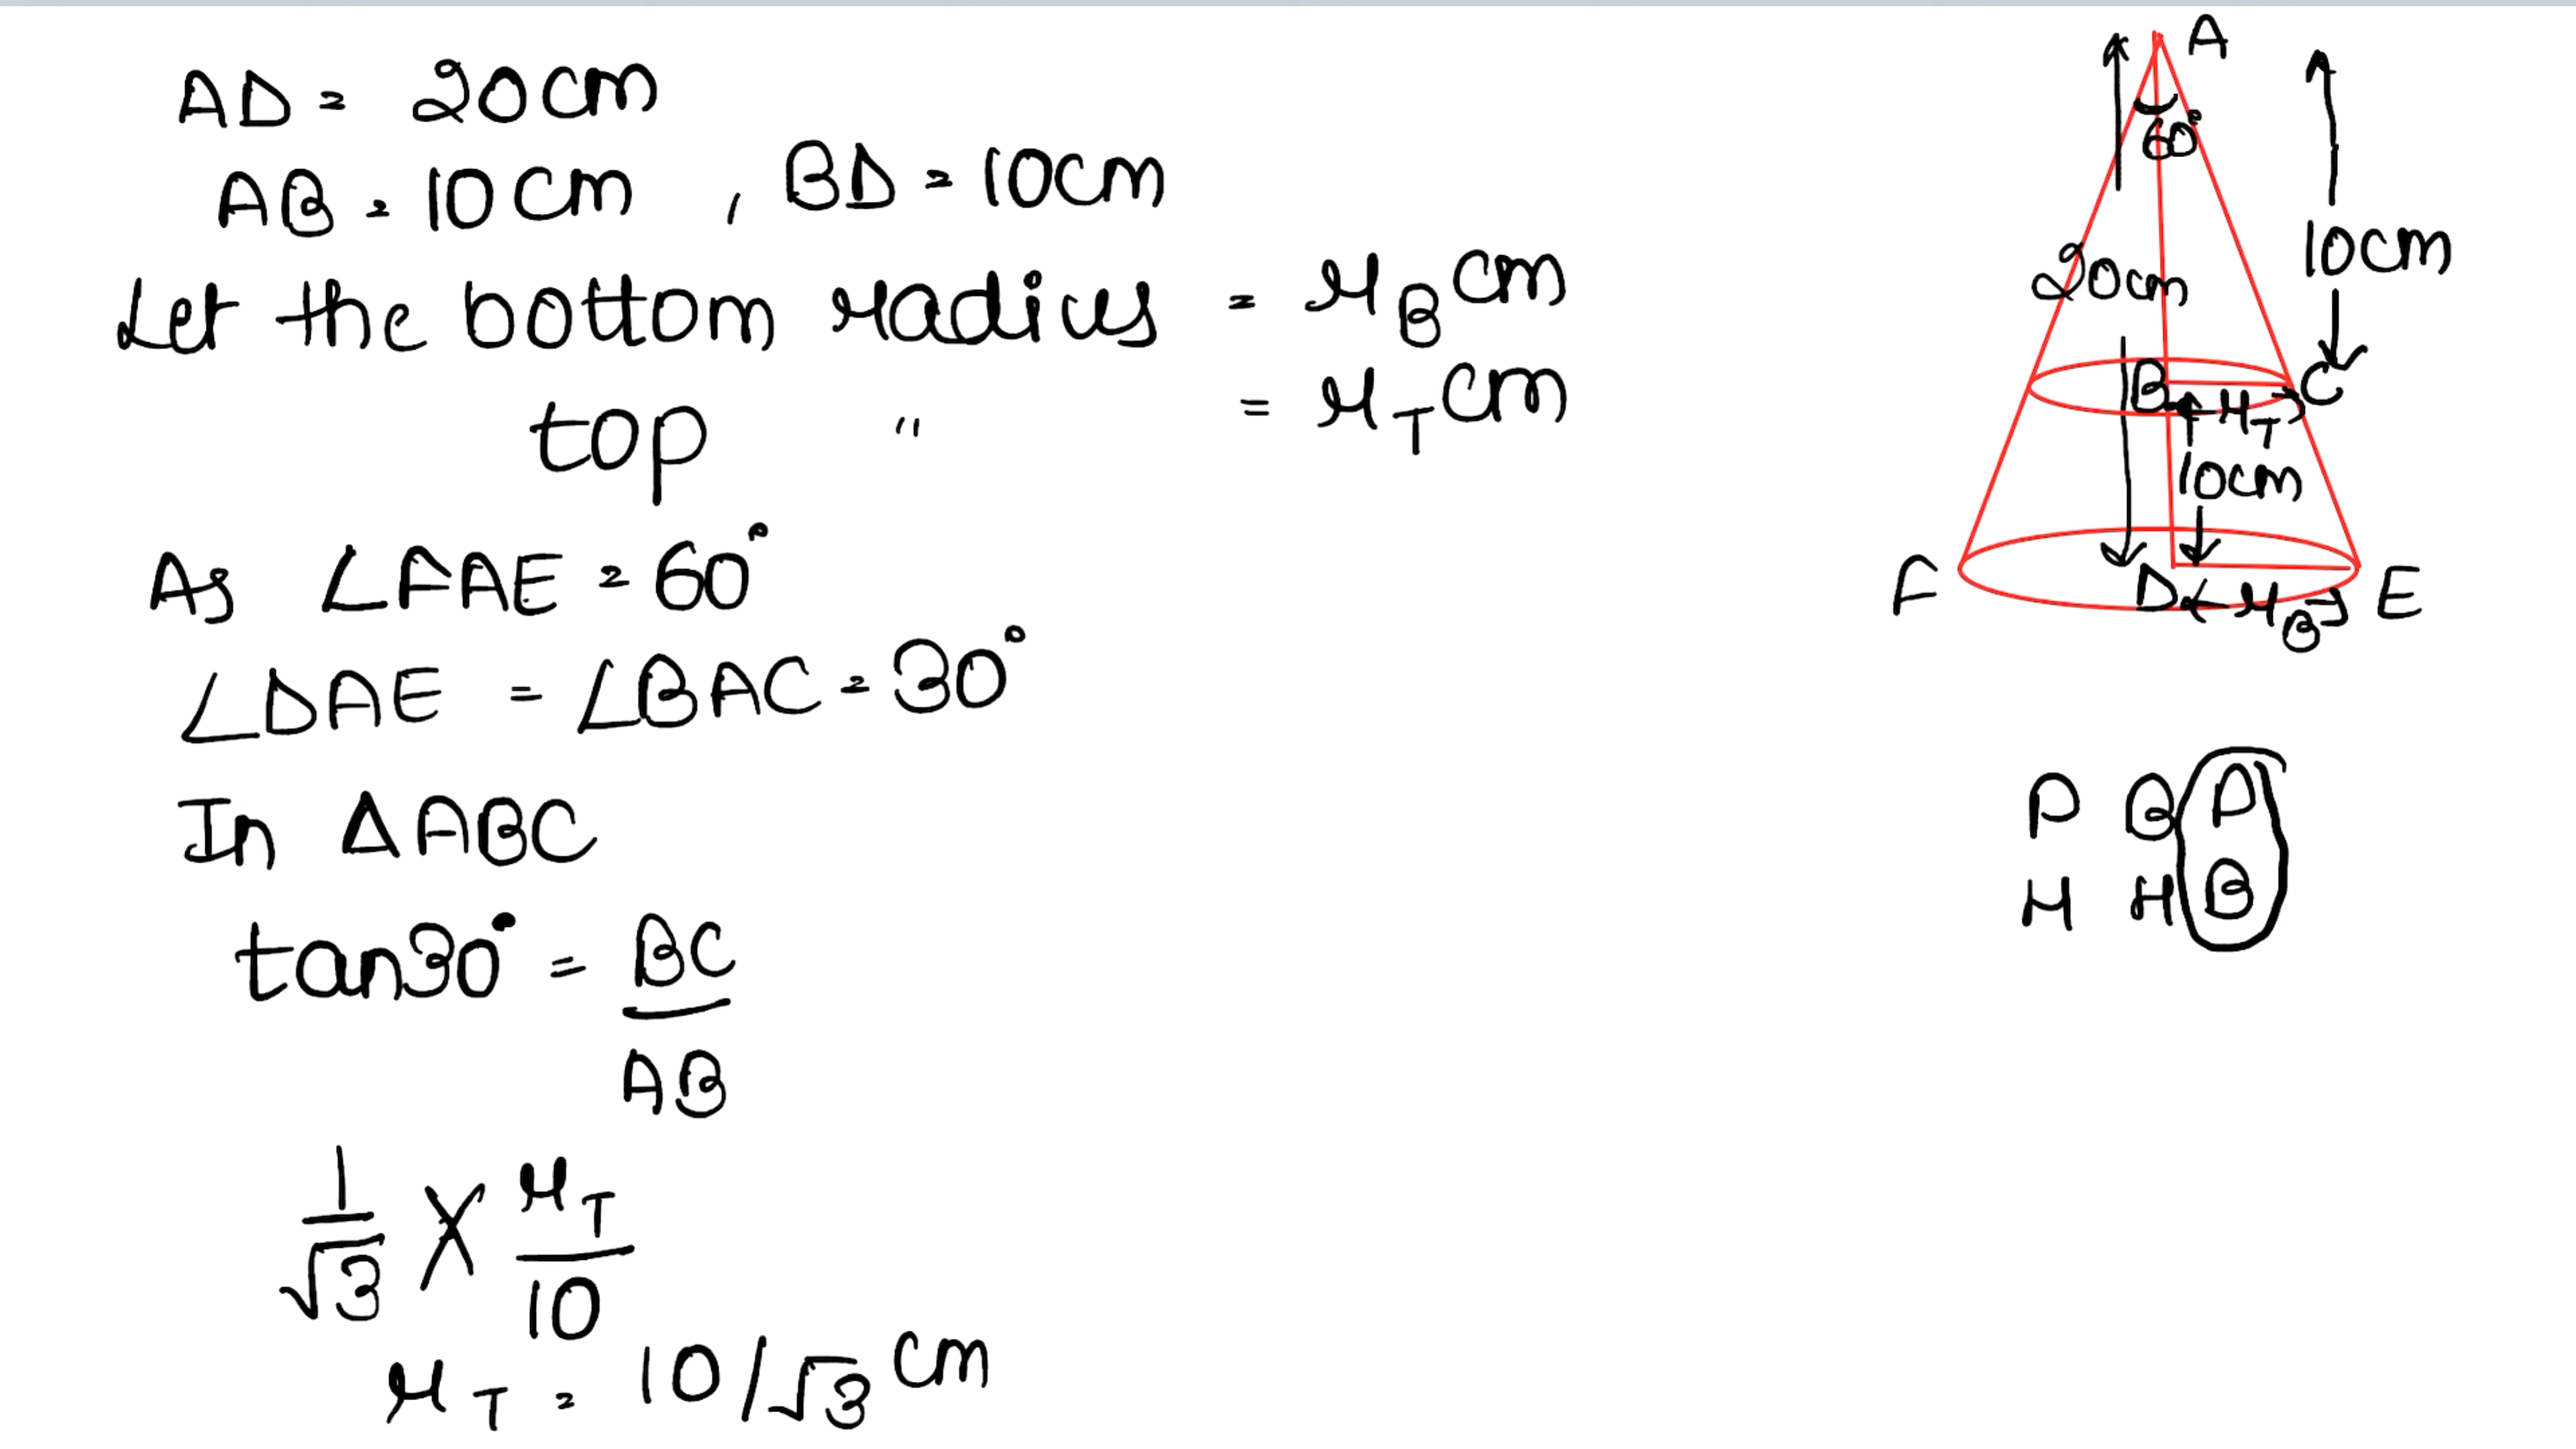 AD = 20cm
AB = 10cm , BD = 10cm
Let the bottom radius = r_B cm
top " = r_T cm
As ∠FAE = 60°
∠DAE = ∠BAC = 30°
In ΔABC
tan30° = BC
AB
1/√3 X r_T/10
r_T = 10/√3 cm
A
60°
20cm
10cm
B
C
r_T
10cm
F
D
r_B
E
P B P
H H B